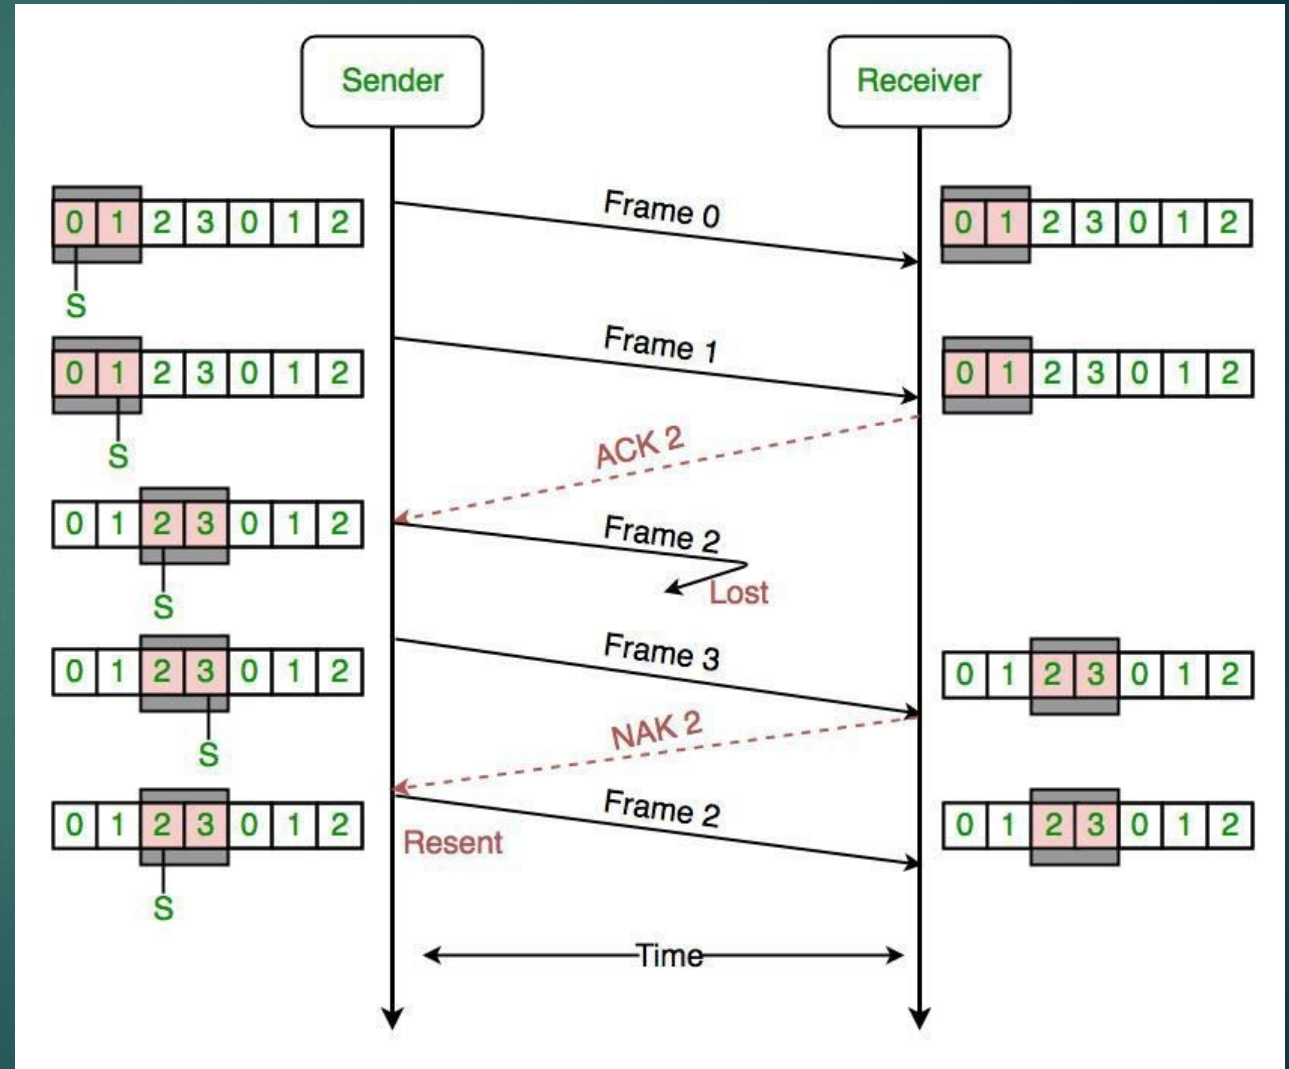 Sender
Receiver
0 1 2 3 0 1 2
Frame 0
0 1 2 3 0 1 2
S
0 1 2 3 0 1 2
Frame 1
0 1 2 3 0 1 2
S
ACK 2
0 1 2 3 0 1 2
Frame 2
Lost
S
0 1 2 3 0 1 2
Frame 3
0 1 2 3 0 1 2
S
NAK 2
0 1 2 3 0 1 2
Frame 2
0 1 2 3 0 1 2
Resent
S
Time